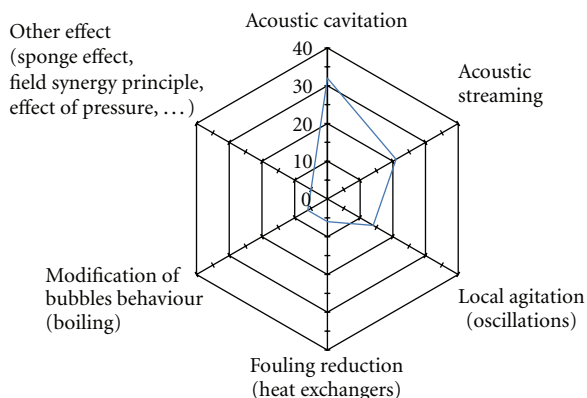 Acoustic cavitation
Other effect
(sponge effect,
field synergy principle,
effect of pressure, ...)
40
30
20
10
0
Acoustic
streaming
Modification of
bubbles behaviour
(boiling)
Local agitation
(oscillations)
Fouling reduction
(heat exchangers)